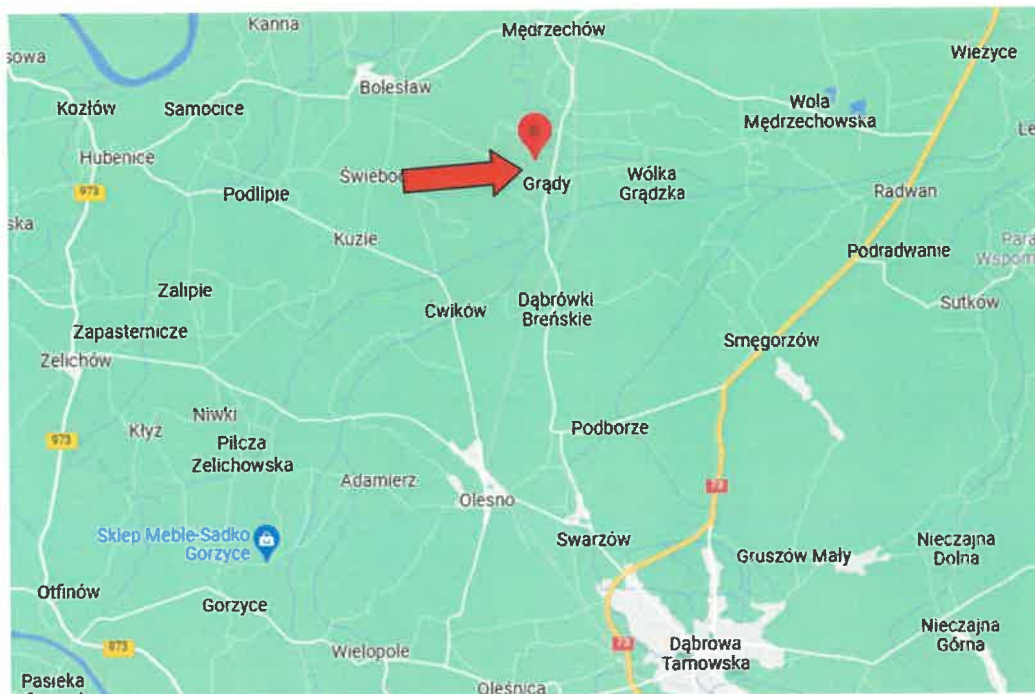 Kanna
Mędrzechów
Wiezyce
sowa
Bolesław
Kozłów
Samocice
Wola
Mędrzechowska
Hubenice
973
Podlipie
Grądy
Wólka
Grądzka
Radwan
ska
Kuzie
Podradwanie
Zalipie
Cwików
Dąbrówki
Breńskie
Sutków
Zapasternicze
Smęgorzów
Zelichów
Niwki
973
Kłyż
Pilcza
Zelichowska
Podborze
Adamierz
73
Olesno
Sklep Meble-Sadko
Gorzyce
Swarzów
Gruszów Mały
Nieczajna
Dolna
Otfinów
Gorzyce
973
Wielopole
73
Dąbrowa
Tarnowska
Nieczajna
Górna
Pasieka
Oleśnica